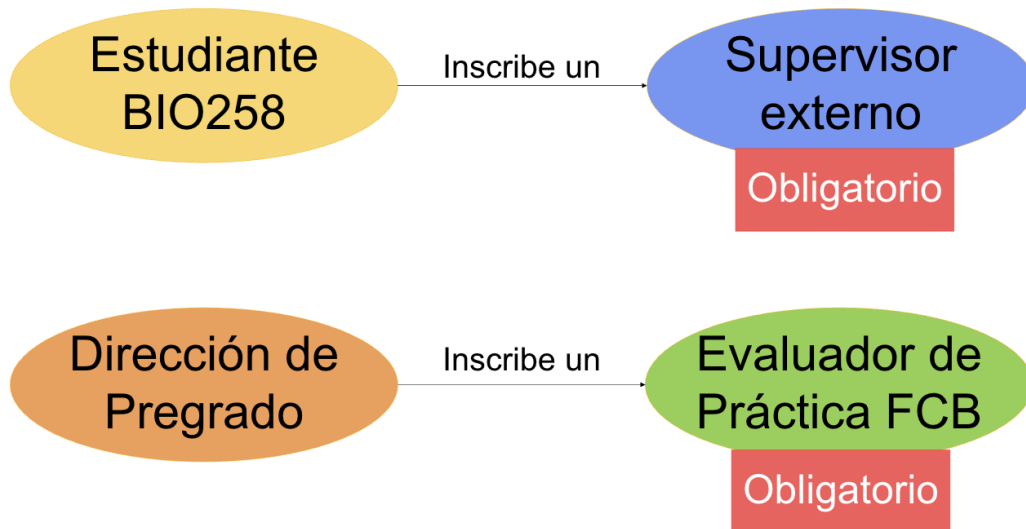 Estudiante
BIO258
Inscribe un
Supervisor
externo
Obligatorio
Dirección de
Pregrado
Inscribe un
Evaluador de
Práctica FCB
Obligatorio